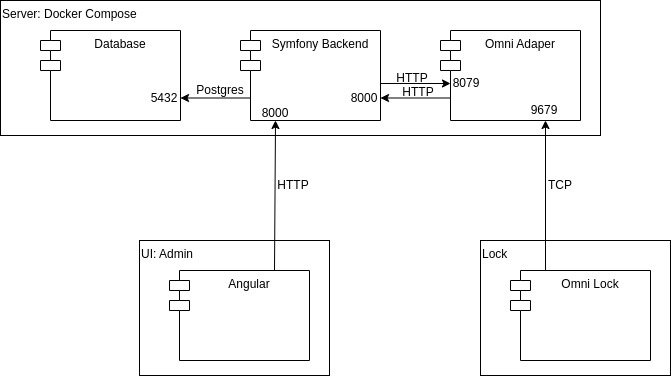 Server: Docker Compose
Database
Symfony Backend
Omni Adaper
HTTP
8079
Postgres
HTTP
5432
8000
8000
9679
HTTP
TCP
UI: Admin
Lock
Angular
Omni Lock